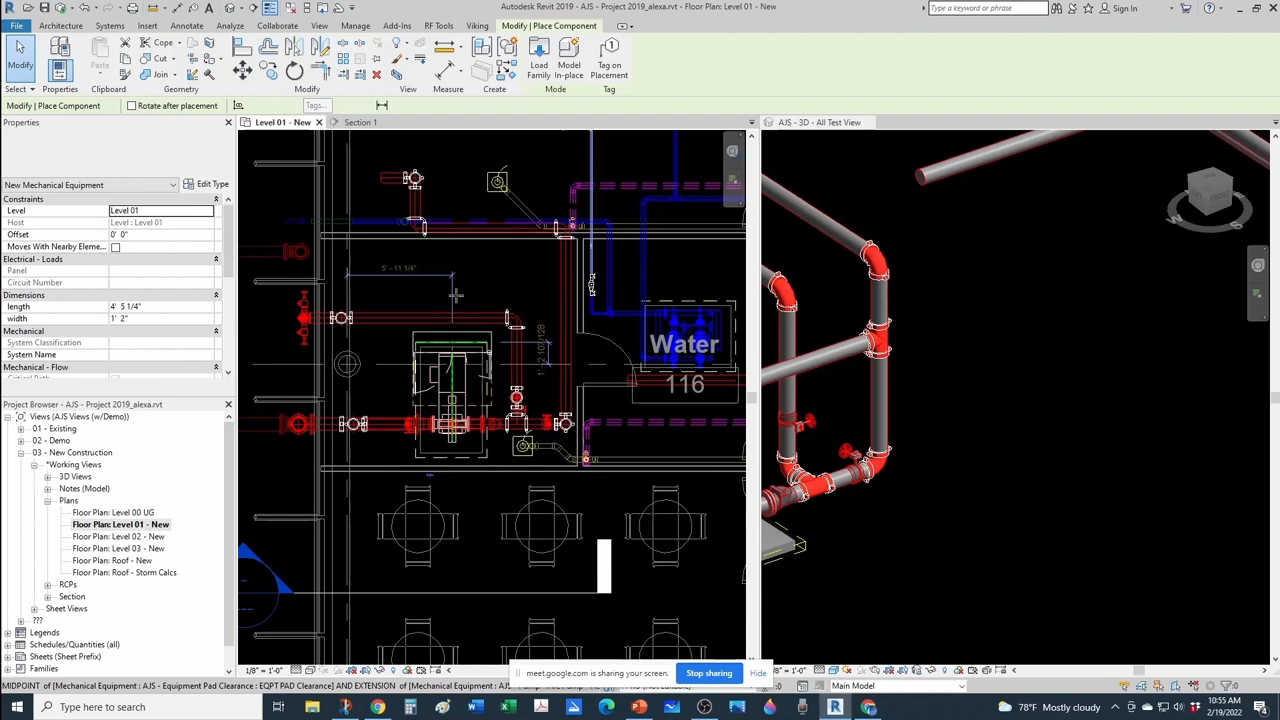 Autodesk Revit 2019 - AJS - Project 2019_alexa.rvt - Floor Plan: Level 01 - New
Type a keyword or phrase
Sign In
File Architecture Structure Systems Insert Annotate Analyze Collaborate View Manage Add-Ins RF Tools Viking Modify | Place Component
Modify
Paste
Cope
Cut
Join
Load Family
Model In-place
Tag on Placement
Select Properties Clipboard Geometry Modify View Measure Create Mode Tag
Modify | Place Component
Rotate after placement
Tags...
Properties
Level 01 - New
Section 1
AJS - 3D - All Test View
New Mechanical Equipment
Edit Type
Constraints
Level Level 01
Host Level : Level 01
Offset 0' 0"
Moves With Nearby Eleme...
Electrical - Loads
Panel
Circuit Number
Dimensions
length 4' 5 1/4"
width 1' 2"
Mechanical
System Classification
System Name
Mechanical - Flow
Project Browser - AJS - Project 2019_alexa.rvt
Views (AJS Views (w/Demo))
01 - Existing
02 - Demo
03 - New Construction
*Working Views
3D Views
Notes (Model)
Plans
Floor Plan: Level 00 UG
Floor Plan: Level 01 - New
Floor Plan: Level 02 - New
Floor Plan: Level 03 - New
Floor Plan: Roof - New
Floor Plan: Roof - Storm Calcs
RCPs
Section
Sheet Views
???
Legends
Schedules/Quantities (all)
Sheets (Sheet Prefix)
Families
5' - 11 1/4"
Water
116
TOP
FRONT
W
S
1/8" = 1'-0"
meet.google.com is sharing your screen.
Stop sharing
Hide
Main Model
Type here to search
78°F Mostly cloudy
10:55 AM
2/19/2022